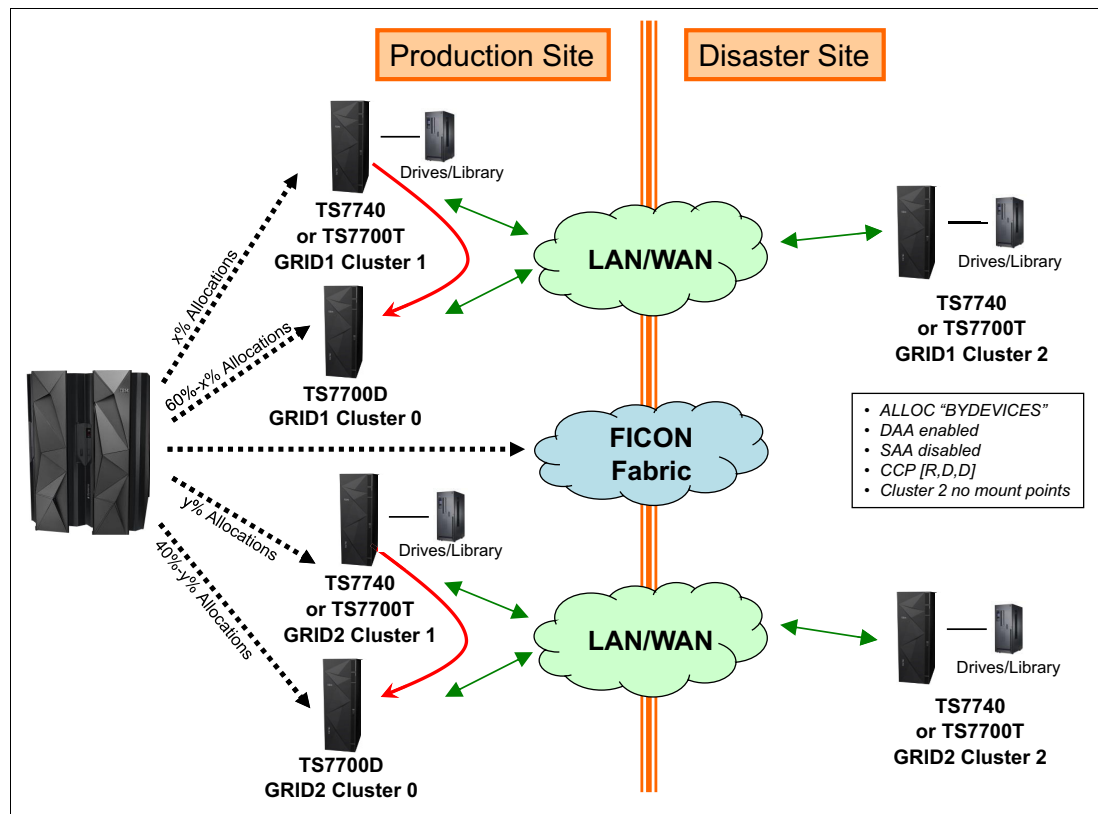 Production Site
Disaster Site
Drives/Library
TS7740
or TS7700T
GRID1 Cluster 1
LAN/WAN
Drives/Library
TS7740
or TS7700T
GRID1 Cluster 2
x% Allocations
60%-x% Allocations
TS7700D
GRID1 Cluster 0
FICON
Fabric
• ALLOC “BYDEVICES”
• DAA enabled
• SAA disabled
• CCP [R,D,D]
• Cluster 2 no mount points
y% Allocations
40%-y% Allocations
Drives/Library
TS7740
or TS7700T
GRID2 Cluster 1
LAN/WAN
Drives/Library
TS7740
or TS7700T
GRID2 Cluster 2
TS7700D
GRID2 Cluster 0